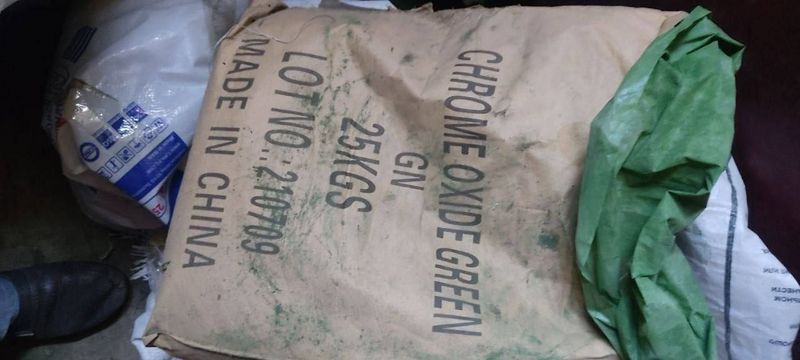 CHROME OXIDE GREEN
GN
25KGS
LOT NO.:210709
MADE IN CHINA